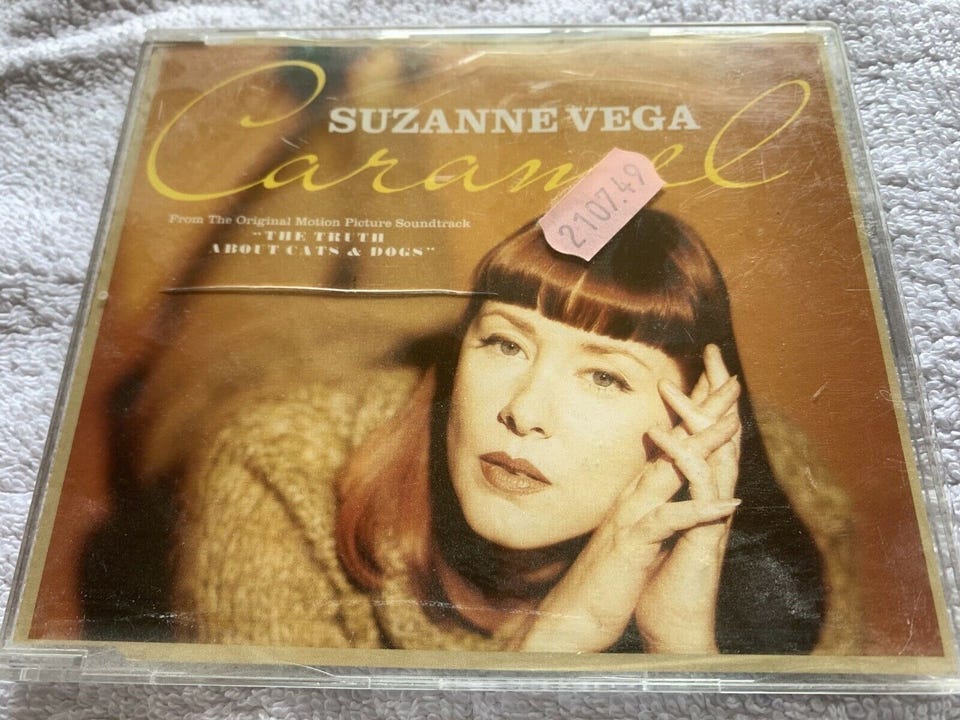 SUZANNE VEGA
Caramel
From The Original Motion Picture Soundtrack
"THE TRUTH
ABOUT CATS & DOGS"
2107.49